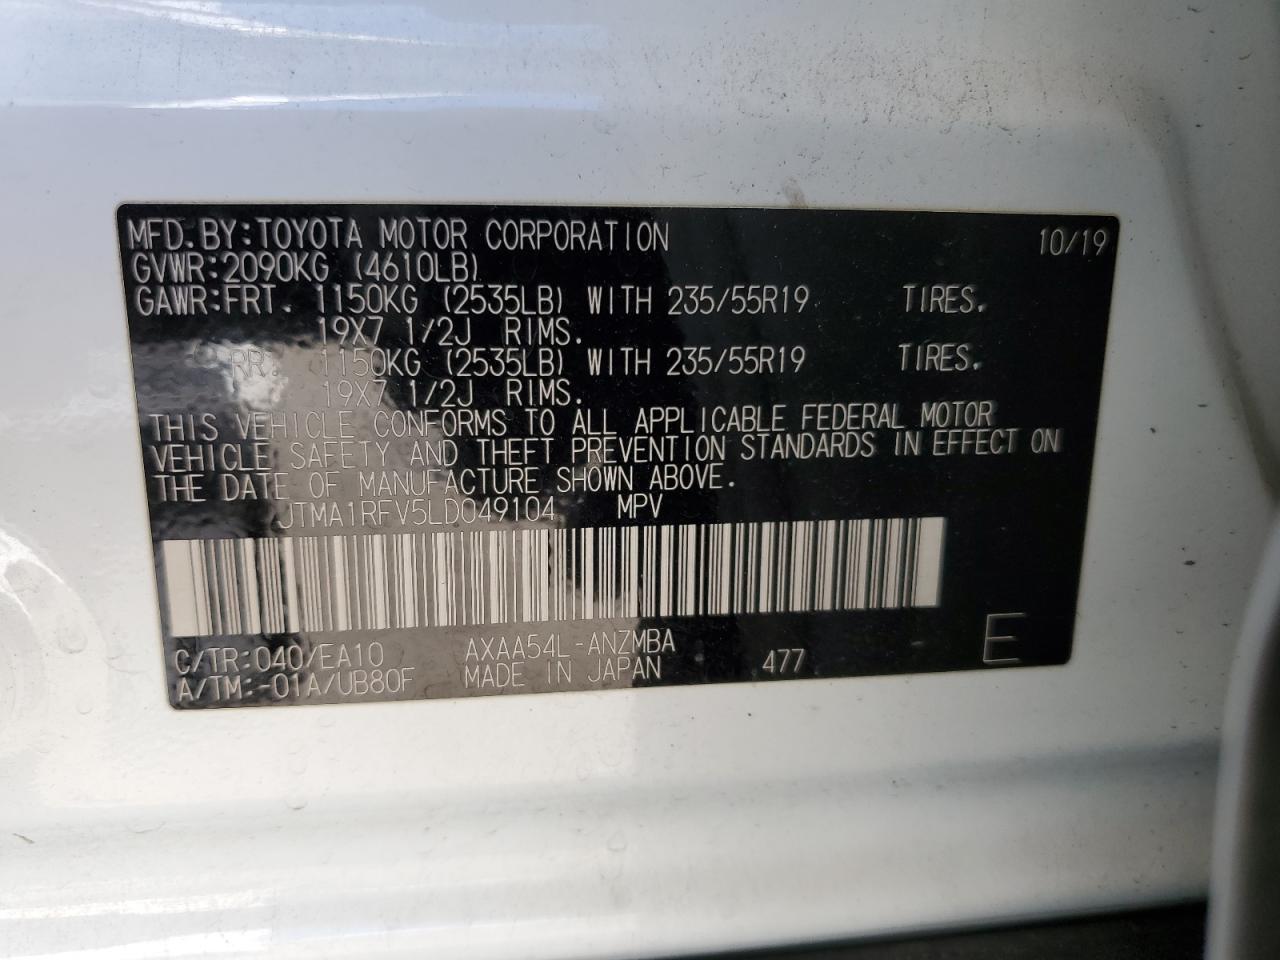 MFD.BY:TOYOTA MOTOR CORPORATION 10/19
GVWR:2090KG (4610LB)
GAWR:FRT. 1150KG (2535LB) WITH 235/55R19 TIRES.
19X7 1/2J RIMS.
RR. 1150KG (2535LB) WITH 235/55R19 TIRES.
19X7 1/2J RIMS.
THIS VEHICLE CONFORMS TO ALL APPLICABLE FEDERAL MOTOR
VEHICLE SAFETY AND THEFT PREVENTION STANDARDS IN EFFECT ON
THE DATE OF MANUFACTURE SHOWN ABOVE.
JTMA1RFV5LD049104 MPV
C/TR:040/EA10 AXAA54L-ANZMBA
A/TM:-01A/UB80F MADE IN JAPAN 477 E